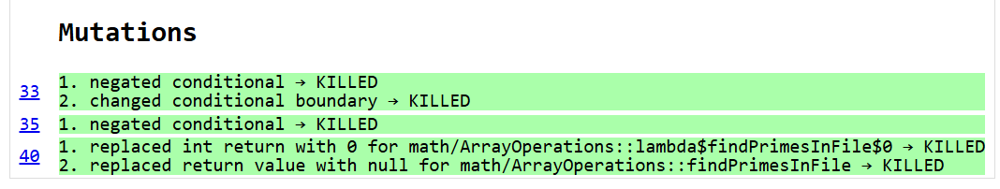 Mutations
33 1. negated conditional → KILLED
2. changed conditional boundary → KILLED
35 1. negated conditional → KILLED
40 1. replaced int return with 0 for math/ArrayOperations::lambda$findPrimesInFile$0 → KILLED
2. replaced return value with null for math/ArrayOperations::findPrimesInFile → KILLED